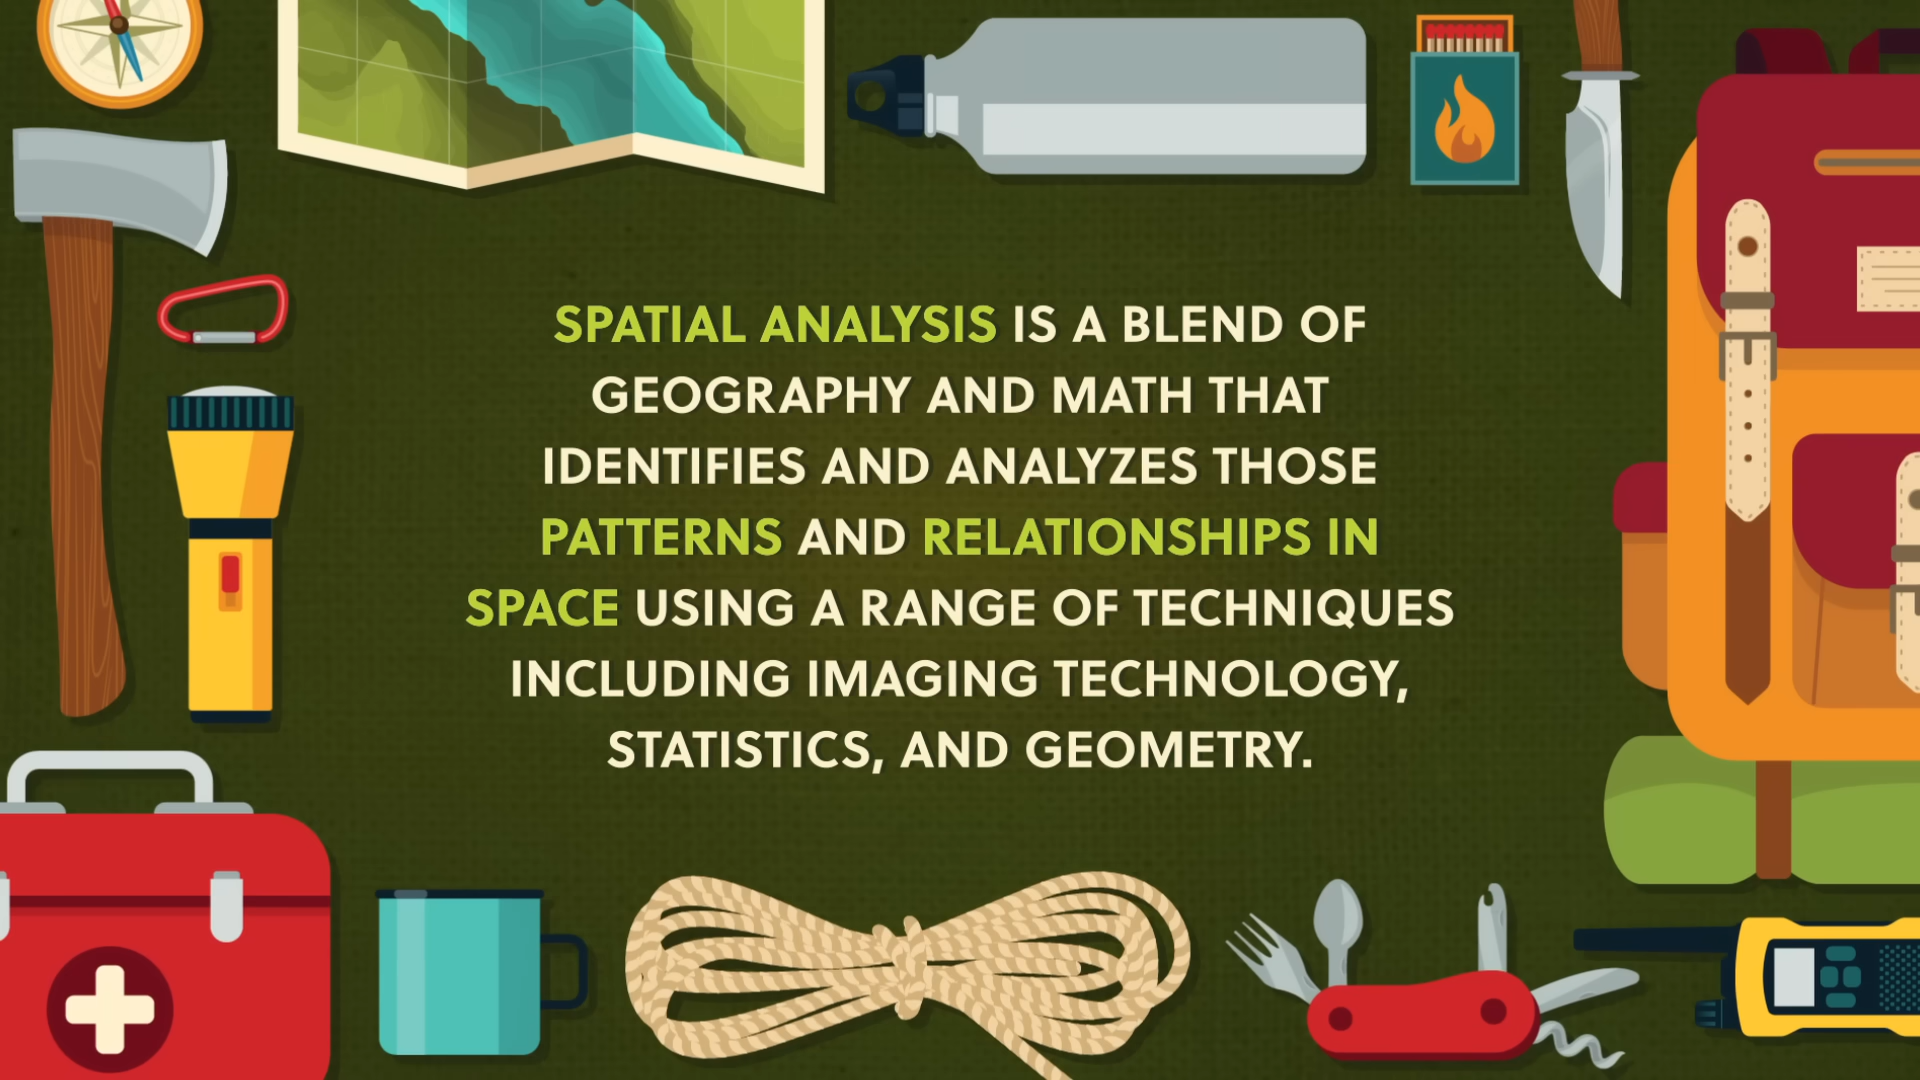 SPATIAL ANALYSIS IS A BLEND OF
GEOGRAPHY AND MATH THAT
IDENTIFIES AND ANALYZES THOSE
PATTERNS AND RELATIONSHIPS IN
SPACE USING A RANGE OF TECHNIQUES
INCLUDING IMAGING TECHNOLOGY,
STATISTICS, AND GEOMETRY.